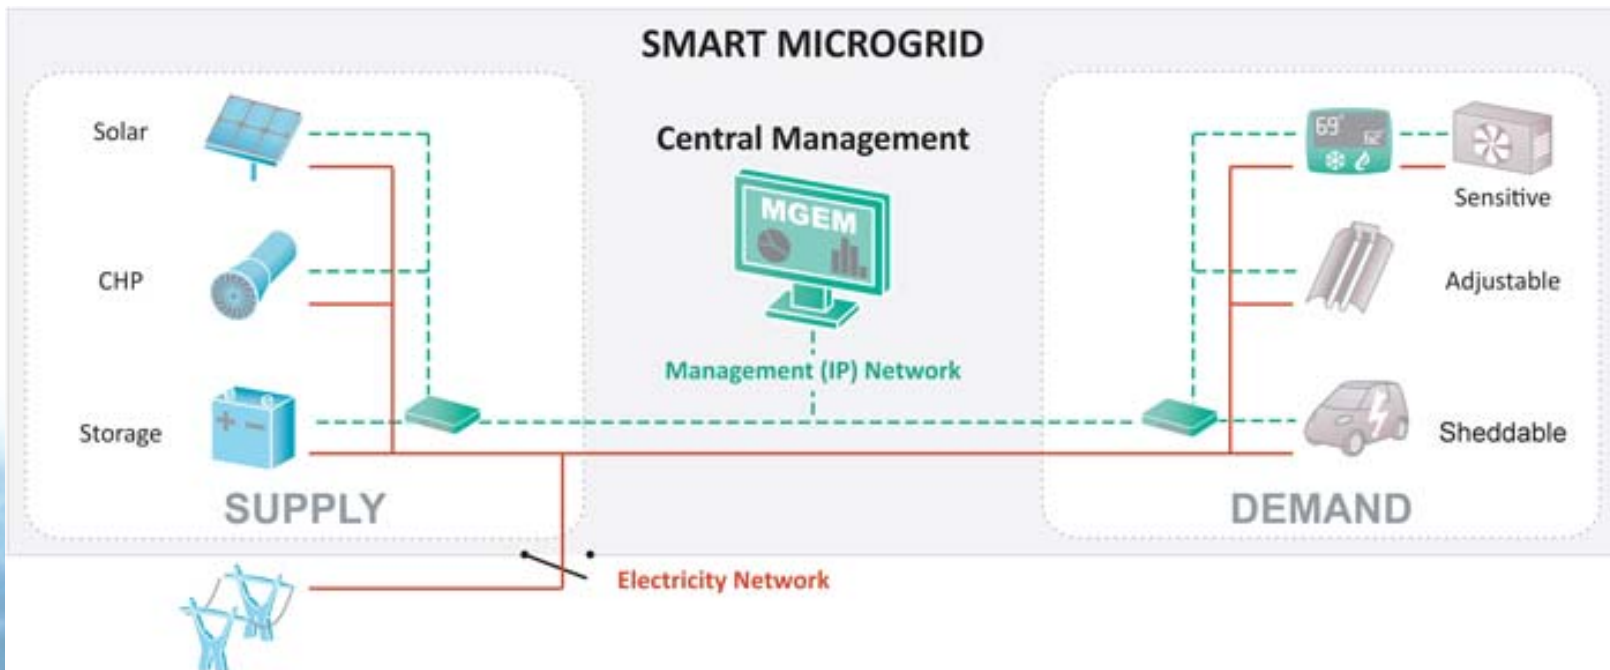 SMART MICROGRID
Central Management
Solar
MGEM
69°
62°
Sensitive
CHP
Adjustable
Management (IP) Network
Storage
Sheddable
SUPPLY
DEMAND
Electricity Network